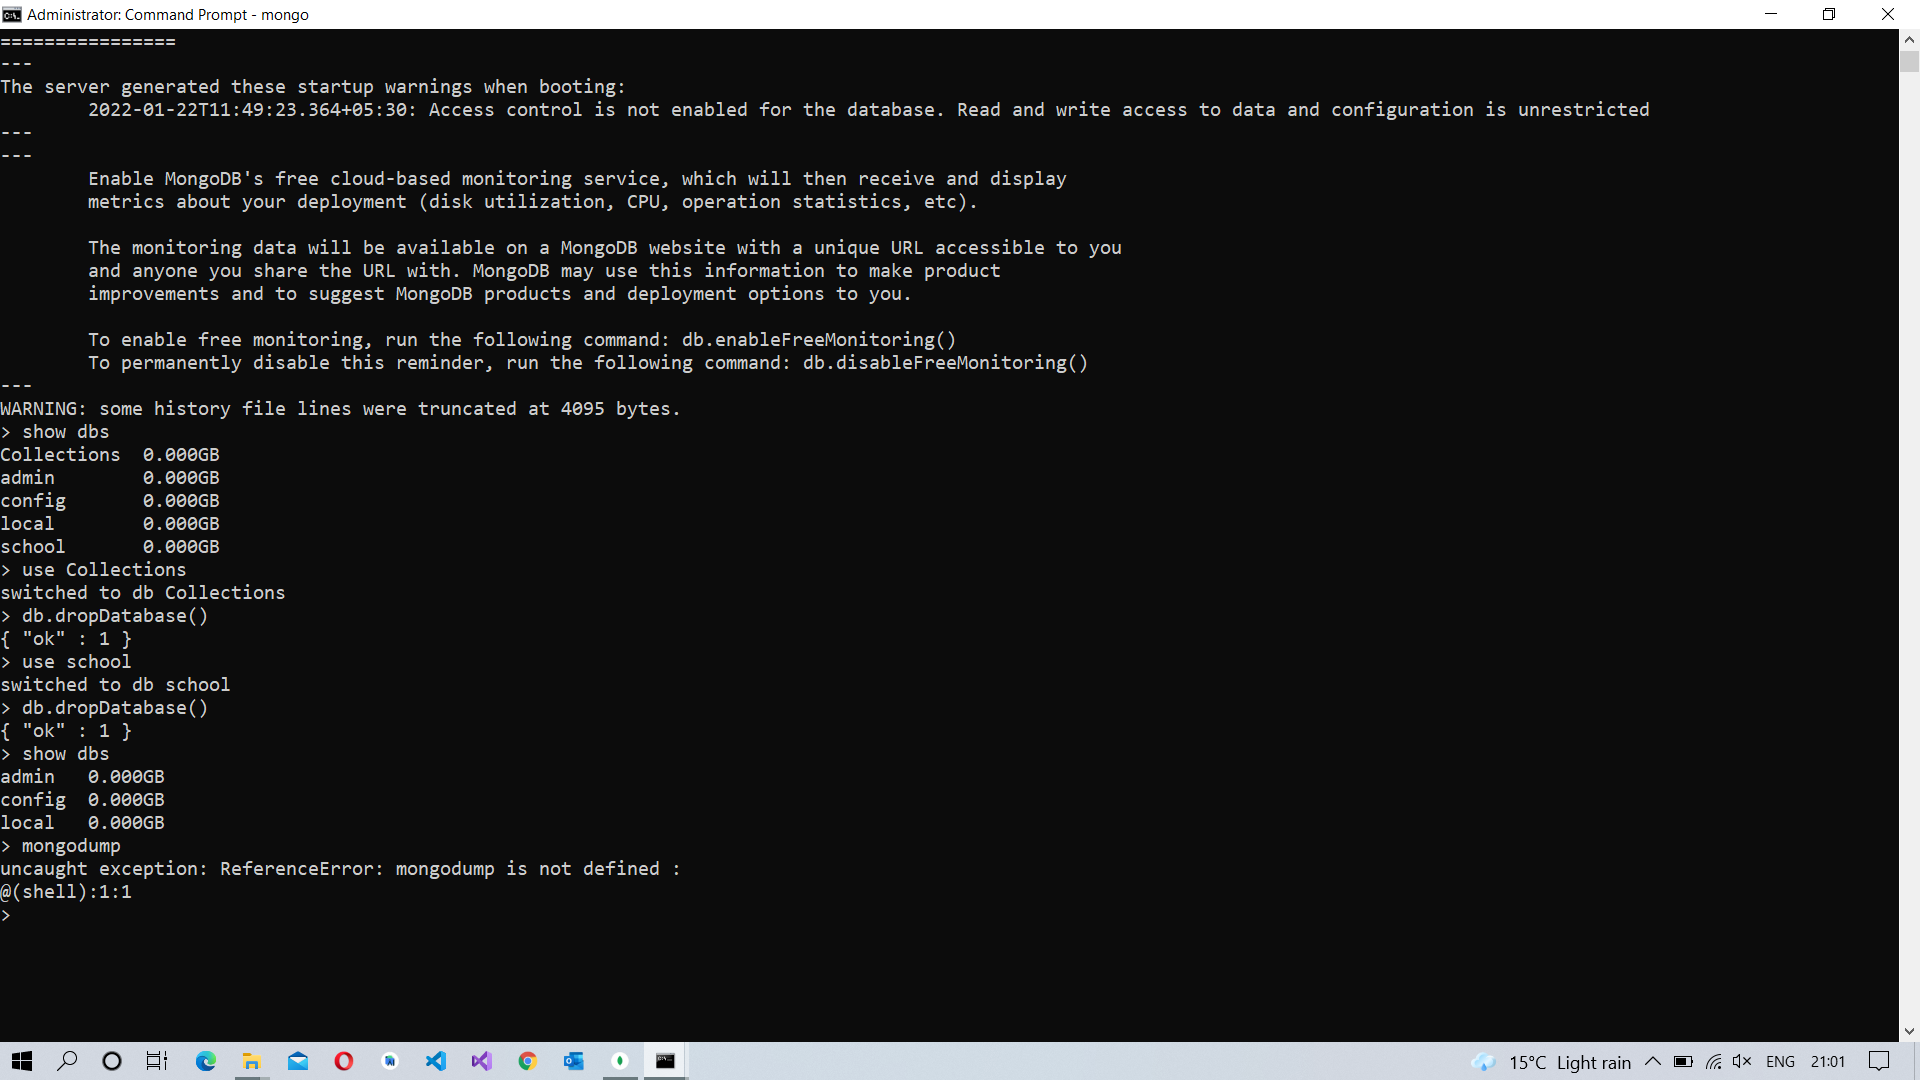 Administrator: Command Prompt - mongo
================
---
The server generated these startup warnings when booting:
        2022-01-22T11:49:23.364+05:30: Access control is not enabled for the database. Read and write access to data and configuration is unrestricted
---
---
        Enable MongoDB's free cloud-based monitoring service, which will then receive and display
        metrics about your deployment (disk utilization, CPU, operation statistics, etc).
        The monitoring data will be available on a MongoDB website with a unique URL accessible to you
        and anyone you share the URL with. MongoDB may use this information to make product
        improvements and to suggest MongoDB products and deployment options to you.
        To enable free monitoring, run the following command: db.enableFreeMonitoring()
        To permanently disable this reminder, run the following command: db.disableFreeMonitoring()
---
WARNING: some history file lines were truncated at 4095 bytes.
> show dbs
Collections  0.000GB
admin        0.000GB
config       0.000GB
local        0.000GB
school       0.000GB
> use Collections
switched to db Collections
> db.dropDatabase()
{ "ok" : 1 }
> use school
switched to db school
> db.dropDatabase()
{ "ok" : 1 }
> show dbs
admin   0.000GB
config  0.000GB
local   0.000GB
> mongodump
uncaught exception: ReferenceError: mongodump is not defined :
@(shell):1:1
>
15°C Light rain ENG 21:01